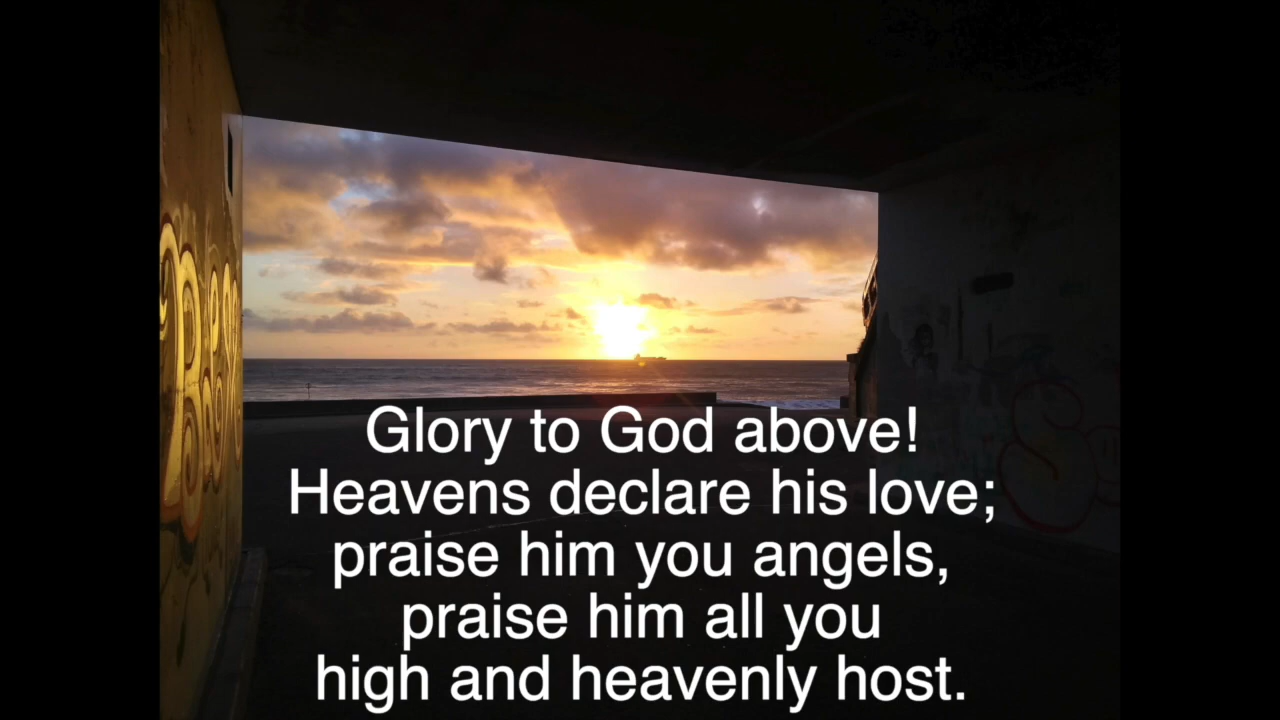 Glory to God above!
Heavens declare his love;
praise him you angels,
praise him all you
high and heavenly host.